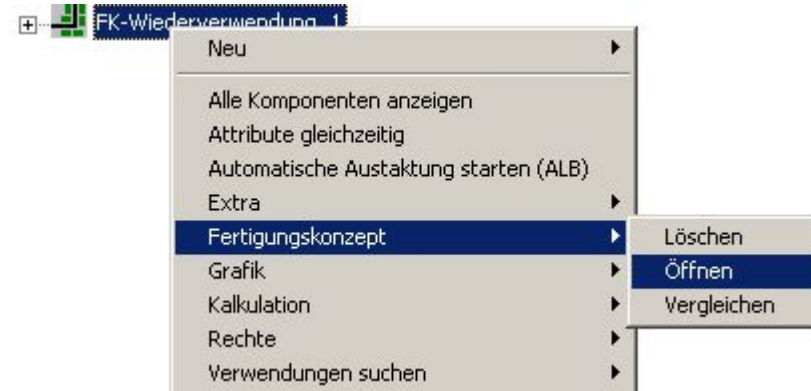 FK-Wiederverwendung_1
Neu
Alle Komponenten anzeigen
Attribute gleichzeitig
Automatische Austaktung starten (ALB)
Extra
Fertigungskonzept
Löschen
Grafik
Öffnen
Kalkulation
Vergleichen
Rechte
Verwendungen suchen